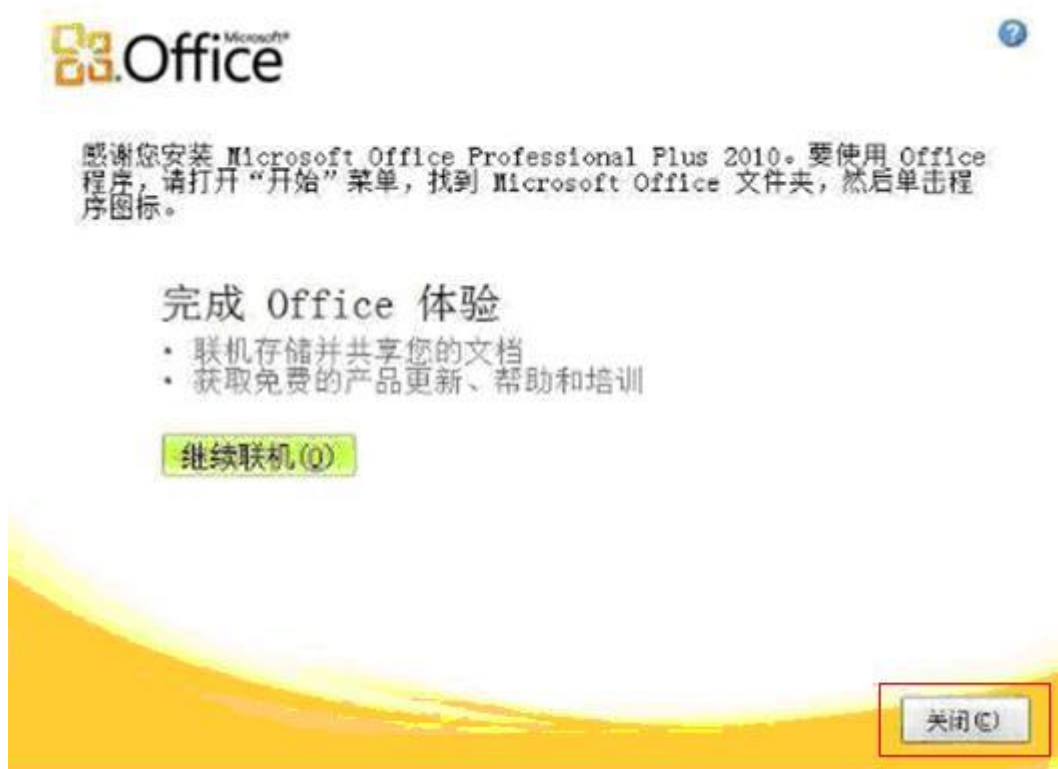 Microsoft®
Office
感谢您安装 Microsoft Office Professional Plus 2010。要使用 Office
程序，请打开“开始”菜单，找到 Microsoft Office 文件夹，然后单击程
序图标。
完成 Office 体验
• 联机存储并共享您的文档
• 获取免费的产品更新、帮助和培训
继续联机(O)
关闭(C)